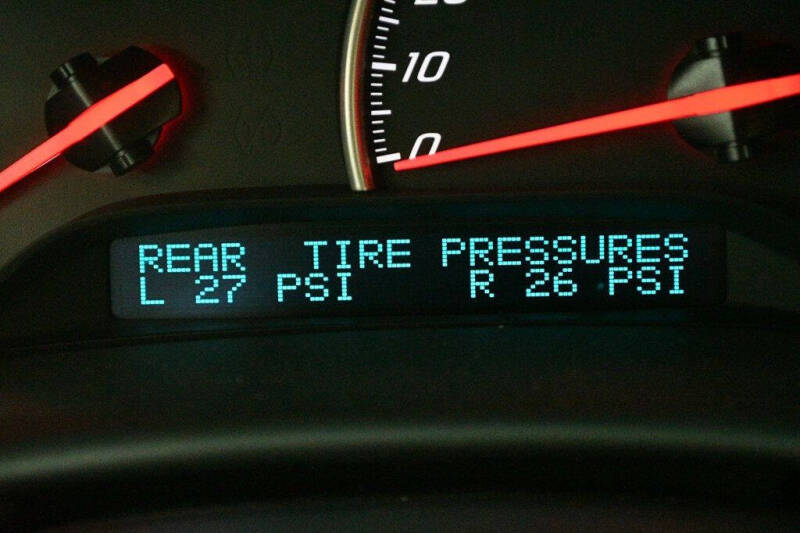 10
0
REAR TIRE PRESSURES
L 27 PSI R 26 PSI